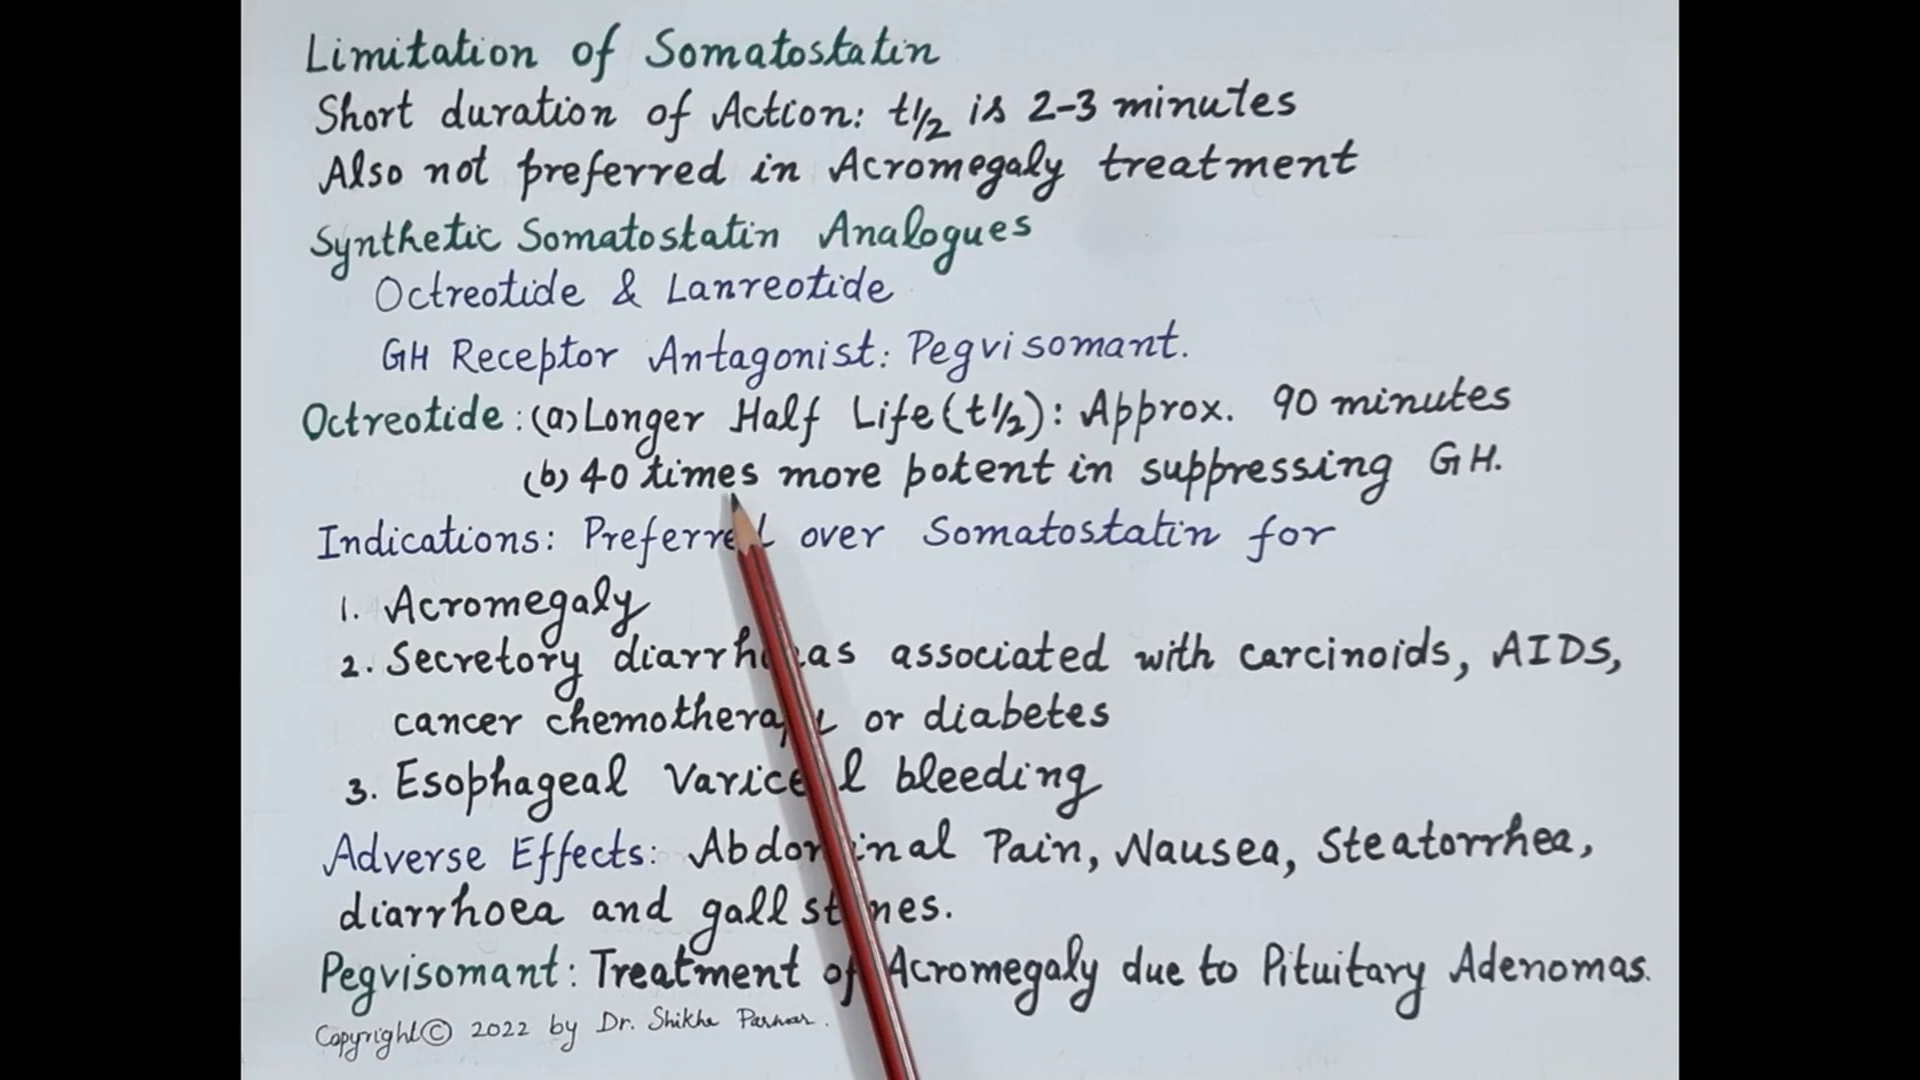 Limitation of Somatostatin
Short duration of Action: t1/2 is 2-3 minutes
Also not preferred in Acromegaly treatment
Synthetic Somatostatin Analogues
Octreotide & Lanreotide
GH Receptor Antagonist: Pegvisomant.
Octreotide: (a) Longer Half Life (t1/2): Approx. 90 minutes
(b) 40 times more potent in suppressing GH.
Indications: Preferred over Somatostatin for
1. Acromegaly
2. Secretory diarrhoeas associated with carcinoids, AIDS,
cancer chemotherapy or diabetes
3. Esophageal Variceal bleeding
Adverse Effects: Abdominal Pain, Nausea, Steatorrhea,
diarrhoea and gall stones.
Pegvisomant: Treatment of Acromegaly due to Pituitary Adenomas.
Copyright© 2022 by Dr. Shikha Parmar.